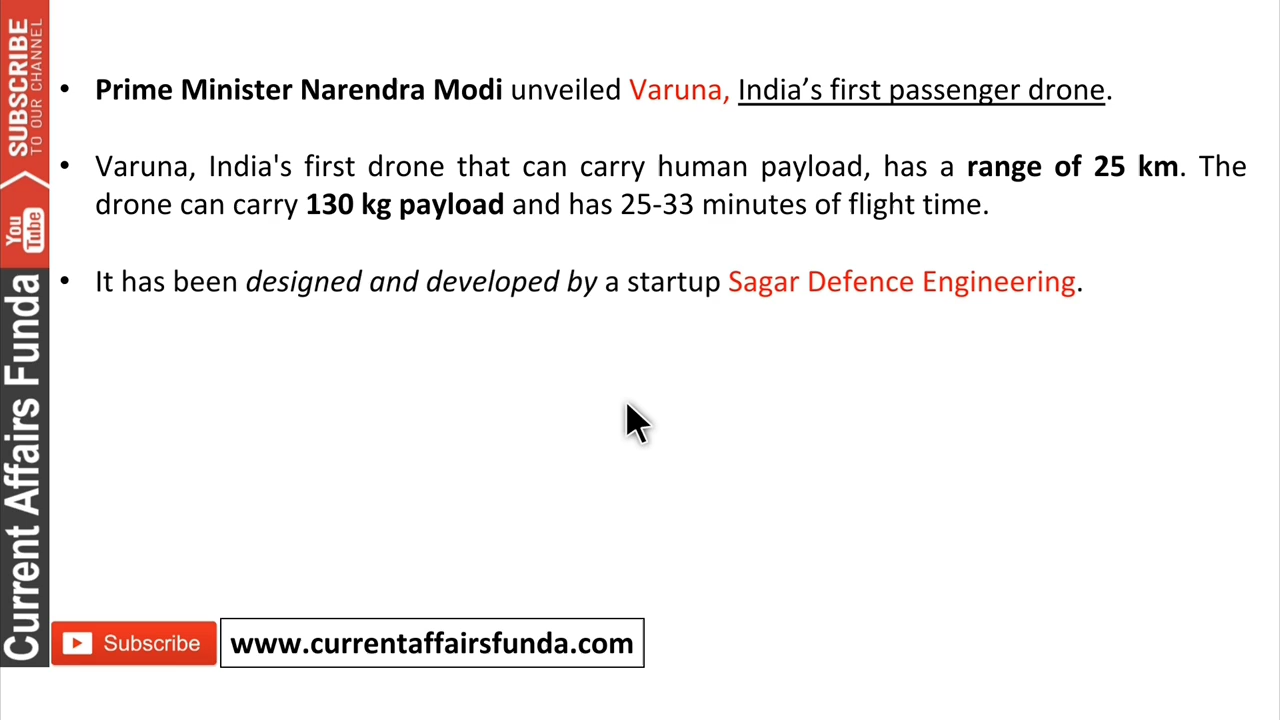 • Prime Minister Narendra Modi unveiled Varuna, India’s first passenger drone.
• Varuna, India's first drone that can carry human payload, has a range of 25 km. The
drone can carry 130 kg payload and has 25-33 minutes of flight time.
• It has been designed and developed by a startup Sagar Defence Engineering.
SUBSCRIBE
TO OUR CHANNEL
You
Tube
Current Affairs Funda
Subscribe
www.currentaffairsfunda.com